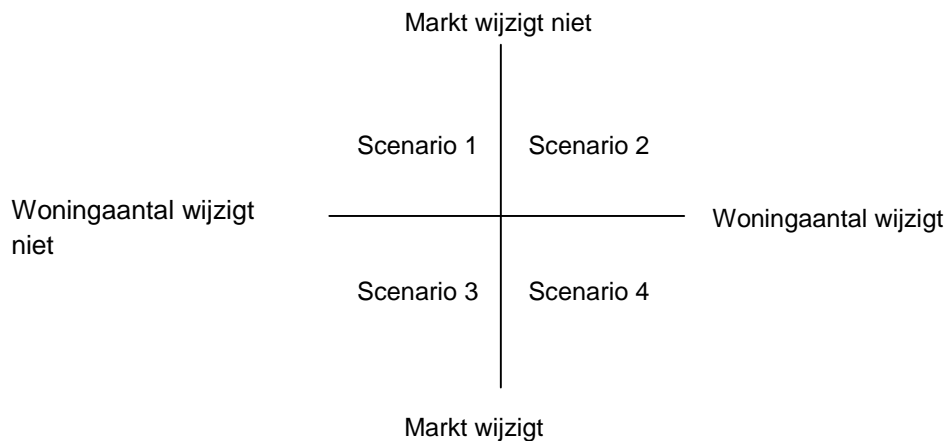 Markt wijzigt niet
Scenario 1
Scenario 2
Woningaantal wijzigt
niet
Woningaantal wijzigt
Scenario 3
Scenario 4
Markt wijzigt